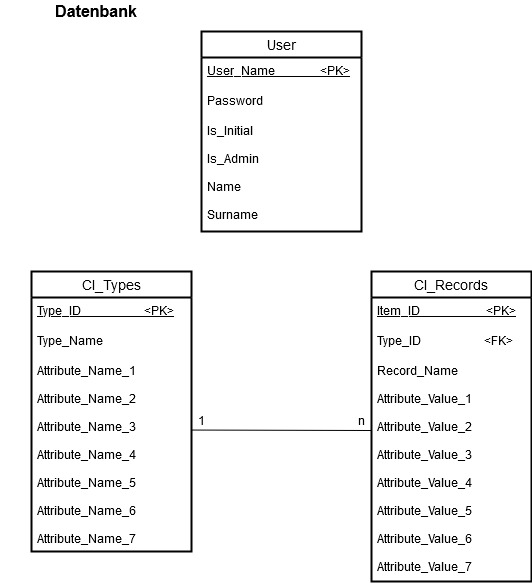 Datenbank
User
User_Name <PK>
Password
Is_Initial
Is_Admin
Name
Surname
CI_Types
Type_ID <PK>
Type_Name
Attribute_Name_1
Attribute_Name_2
Attribute_Name_3
Attribute_Name_4
Attribute_Name_5
Attribute_Name_6
Attribute_Name_7
1
n
CI_Records
Item_ID <PK>
Type_ID <FK>
Record_Name
Attribute_Value_1
Attribute_Value_2
Attribute_Value_3
Attribute_Value_4
Attribute_Value_5
Attribute_Value_6
Attribute_Value_7